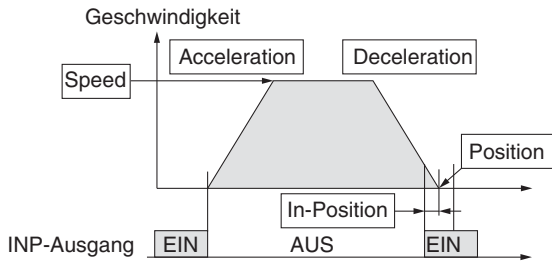 Geschwindigkeit
Acceleration
Deceleration
Speed
Position
In-Position
INP-Ausgang EIN AUS EIN